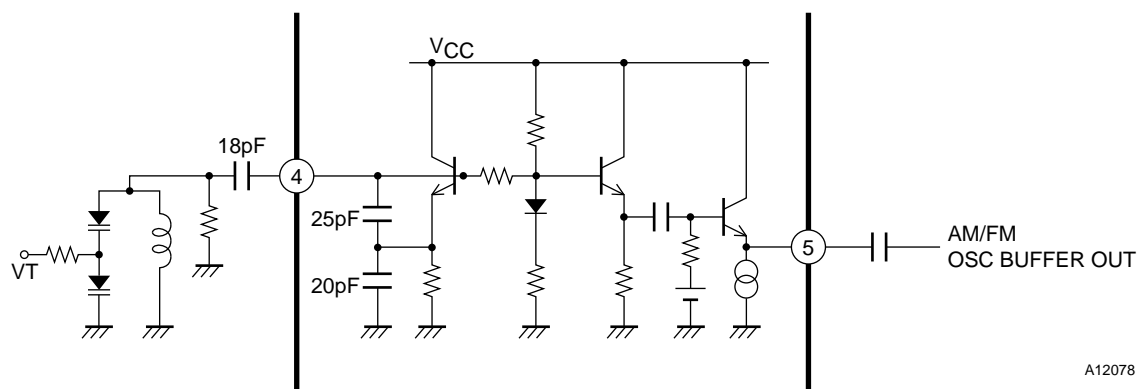 VCC
18pF
4
25pF
20pF
VT
5
AM/FM
OSC BUFFER OUT
A12078